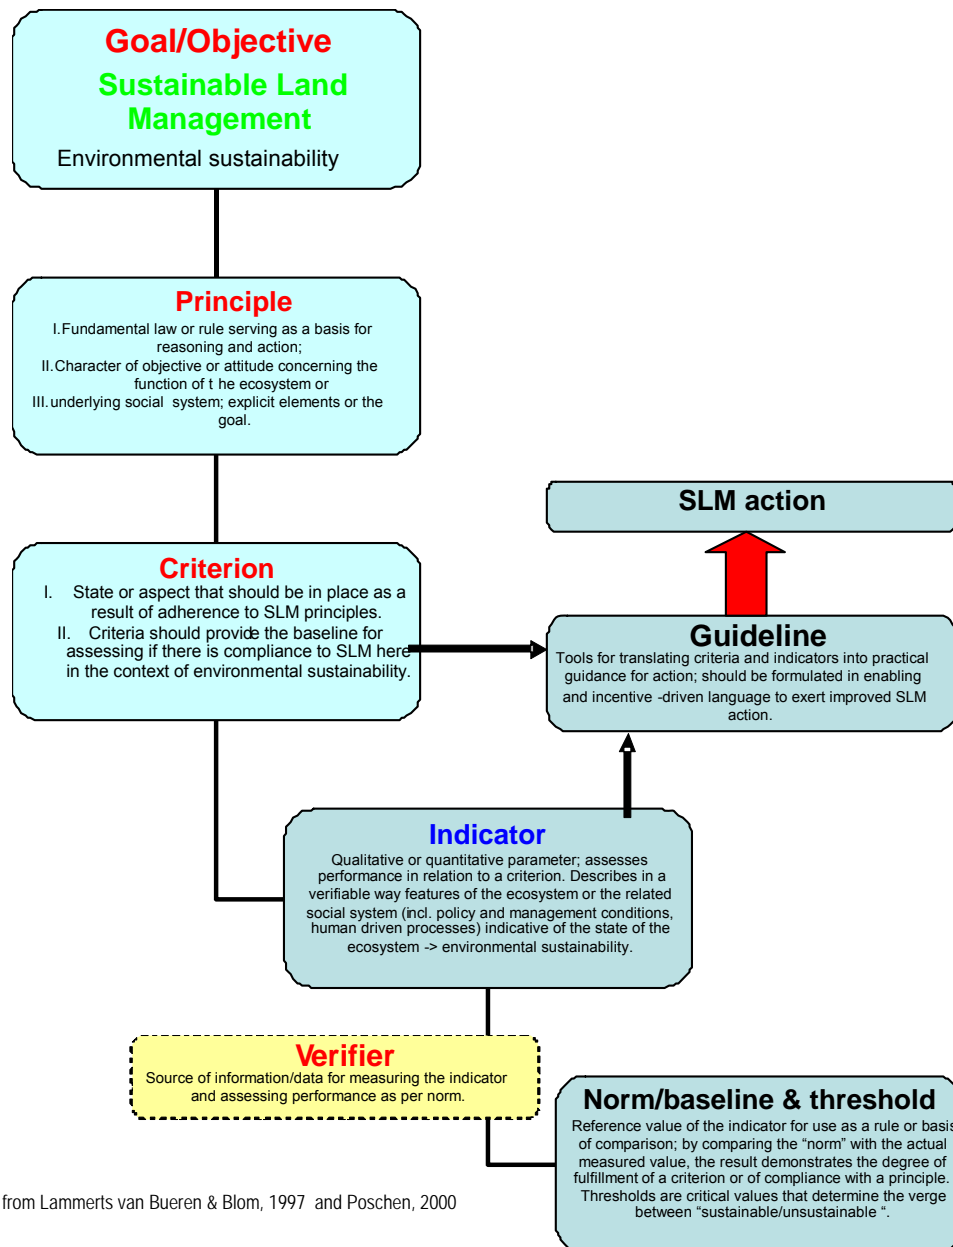 Goal/Objective
Sustainable Land
Management
Environmental sustainability
Principle
I.Fundamental law or rule serving as a basis for
reasoning and action;
II.Character of objective or attitude concerning the
function of t he ecosystem or
III.underlying social system; explicit elements or the
goal.
Criterion
I. State or aspect that should be in place as a
result of adherence to SLM principles.
II. Criteria should provide the baseline for
assessing if there is compliance to SLM here
in the context of environmental sustainability.
SLM action
Guideline
Tools for translating criteria and indicators into practical
guidance for action; should be formulated in enabling
and incentive -driven language to exert improved SLM
action.
Indicator
Qualitative or quantitative parameter; assesses
performance in relation to a criterion. Describes in a
verifiable way features of the ecosystem or the related
social system (incl. policy and management conditions,
human driven processes) indicative of the state of the
ecosystem -> environmental sustainability.
Verifier
Source of information/data for measuring the indicator
and assessing performance as per norm.
Norm/baseline & threshold
Reference value of the indicator for use as a rule or basis
of comparison; by comparing the “norm” with the actual
measured value, the result demonstrates the degree of
fulfillment of a criterion or of compliance with a principle.
Thresholds are critical values that determine the verge
between “sustainable/unsustainable “.
from Lammerts van Bueren & Blom, 1997 and Poschen, 2000